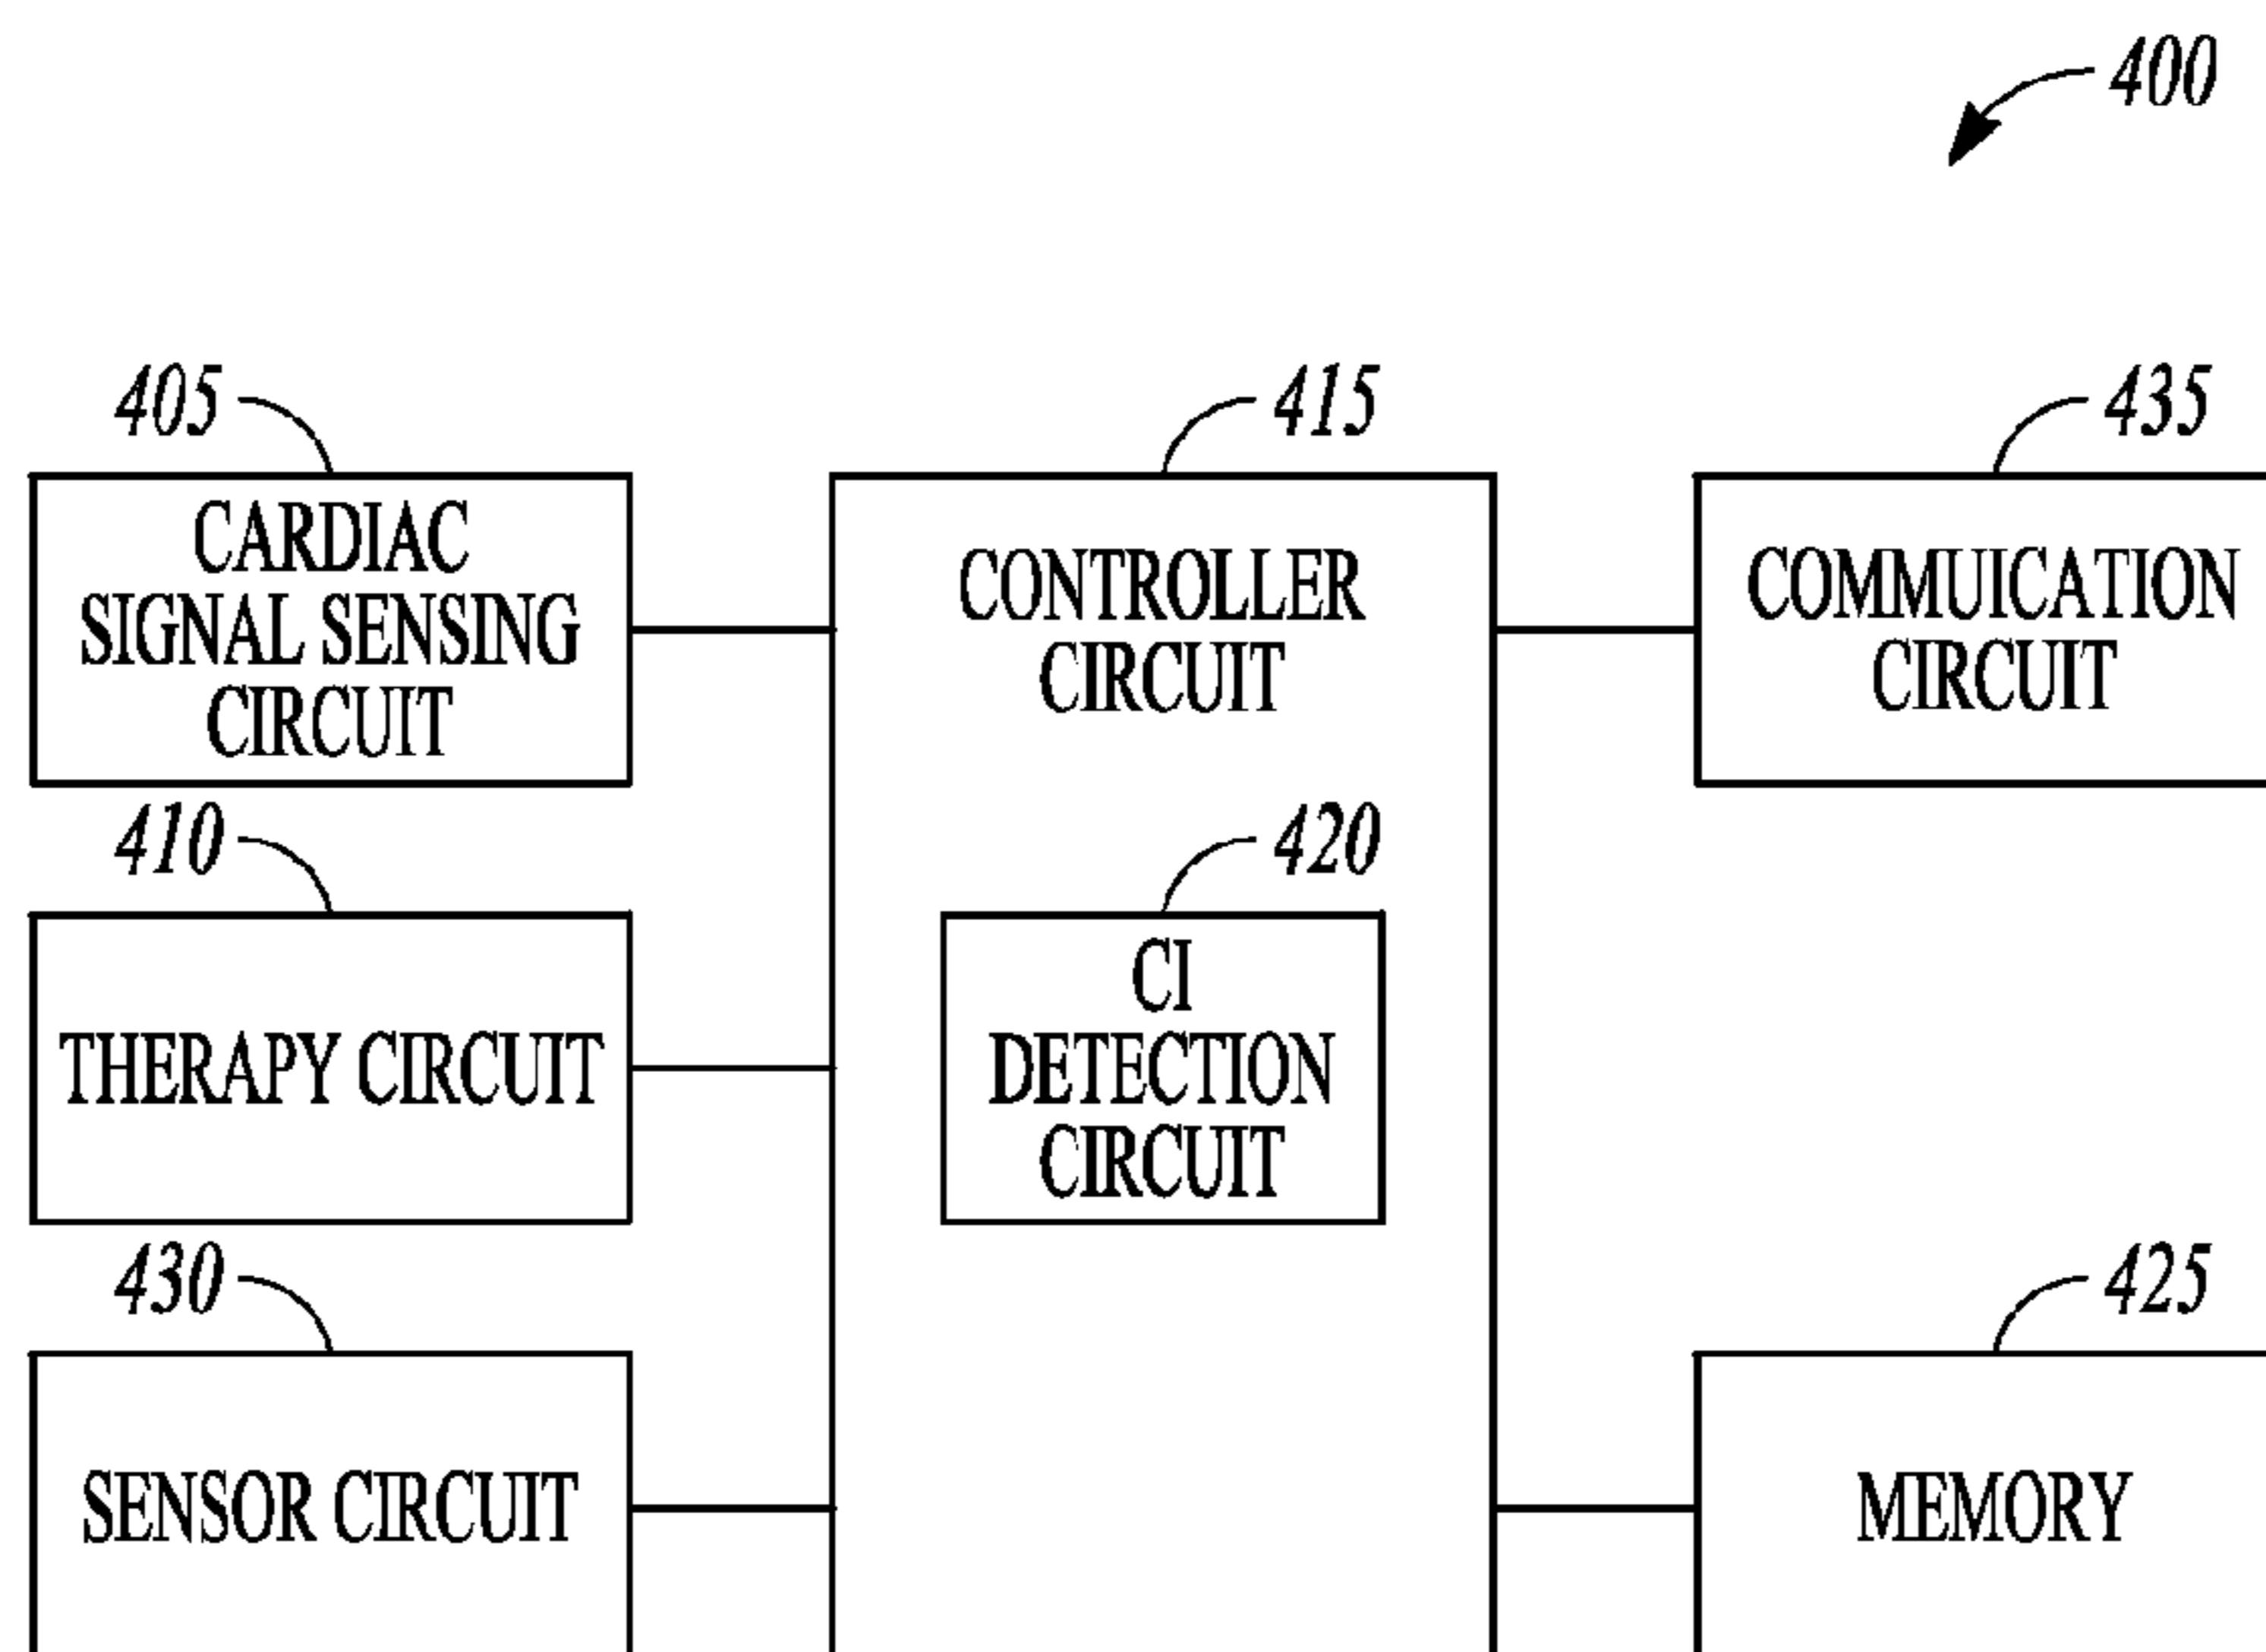 400
405
CARDIAC
SIGNAL SENSING
CIRCUIT
415
CONTROLLER
CIRCUIT
435
COMMUICATION
CIRCUIT
410
THERAPY CIRCUIT
420
CI
DETECTION
CIRCUIT
430
SENSOR CIRCUIT
425
MEMORY